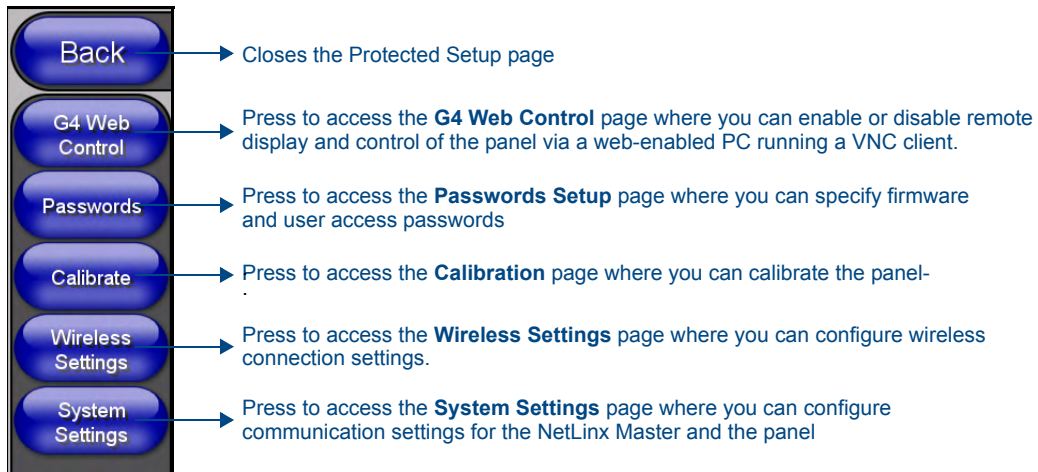 Back
Closes the Protected Setup page
G4 Web
Control
Press to access the G4 Web Control page where you can enable or disable remote
display and control of the panel via a web-enabled PC running a VNC client.
Passwords
Press to access the Passwords Setup page where you can specify firmware
and user access passwords
Calibrate
Press to access the Calibration page where you can calibrate the panel-
.
Wireless
Settings
Press to access the Wireless Settings page where you can configure wireless
connection settings.
System
Settings
Press to access the System Settings page where you can configure
communication settings for the NetLinx Master and the panel